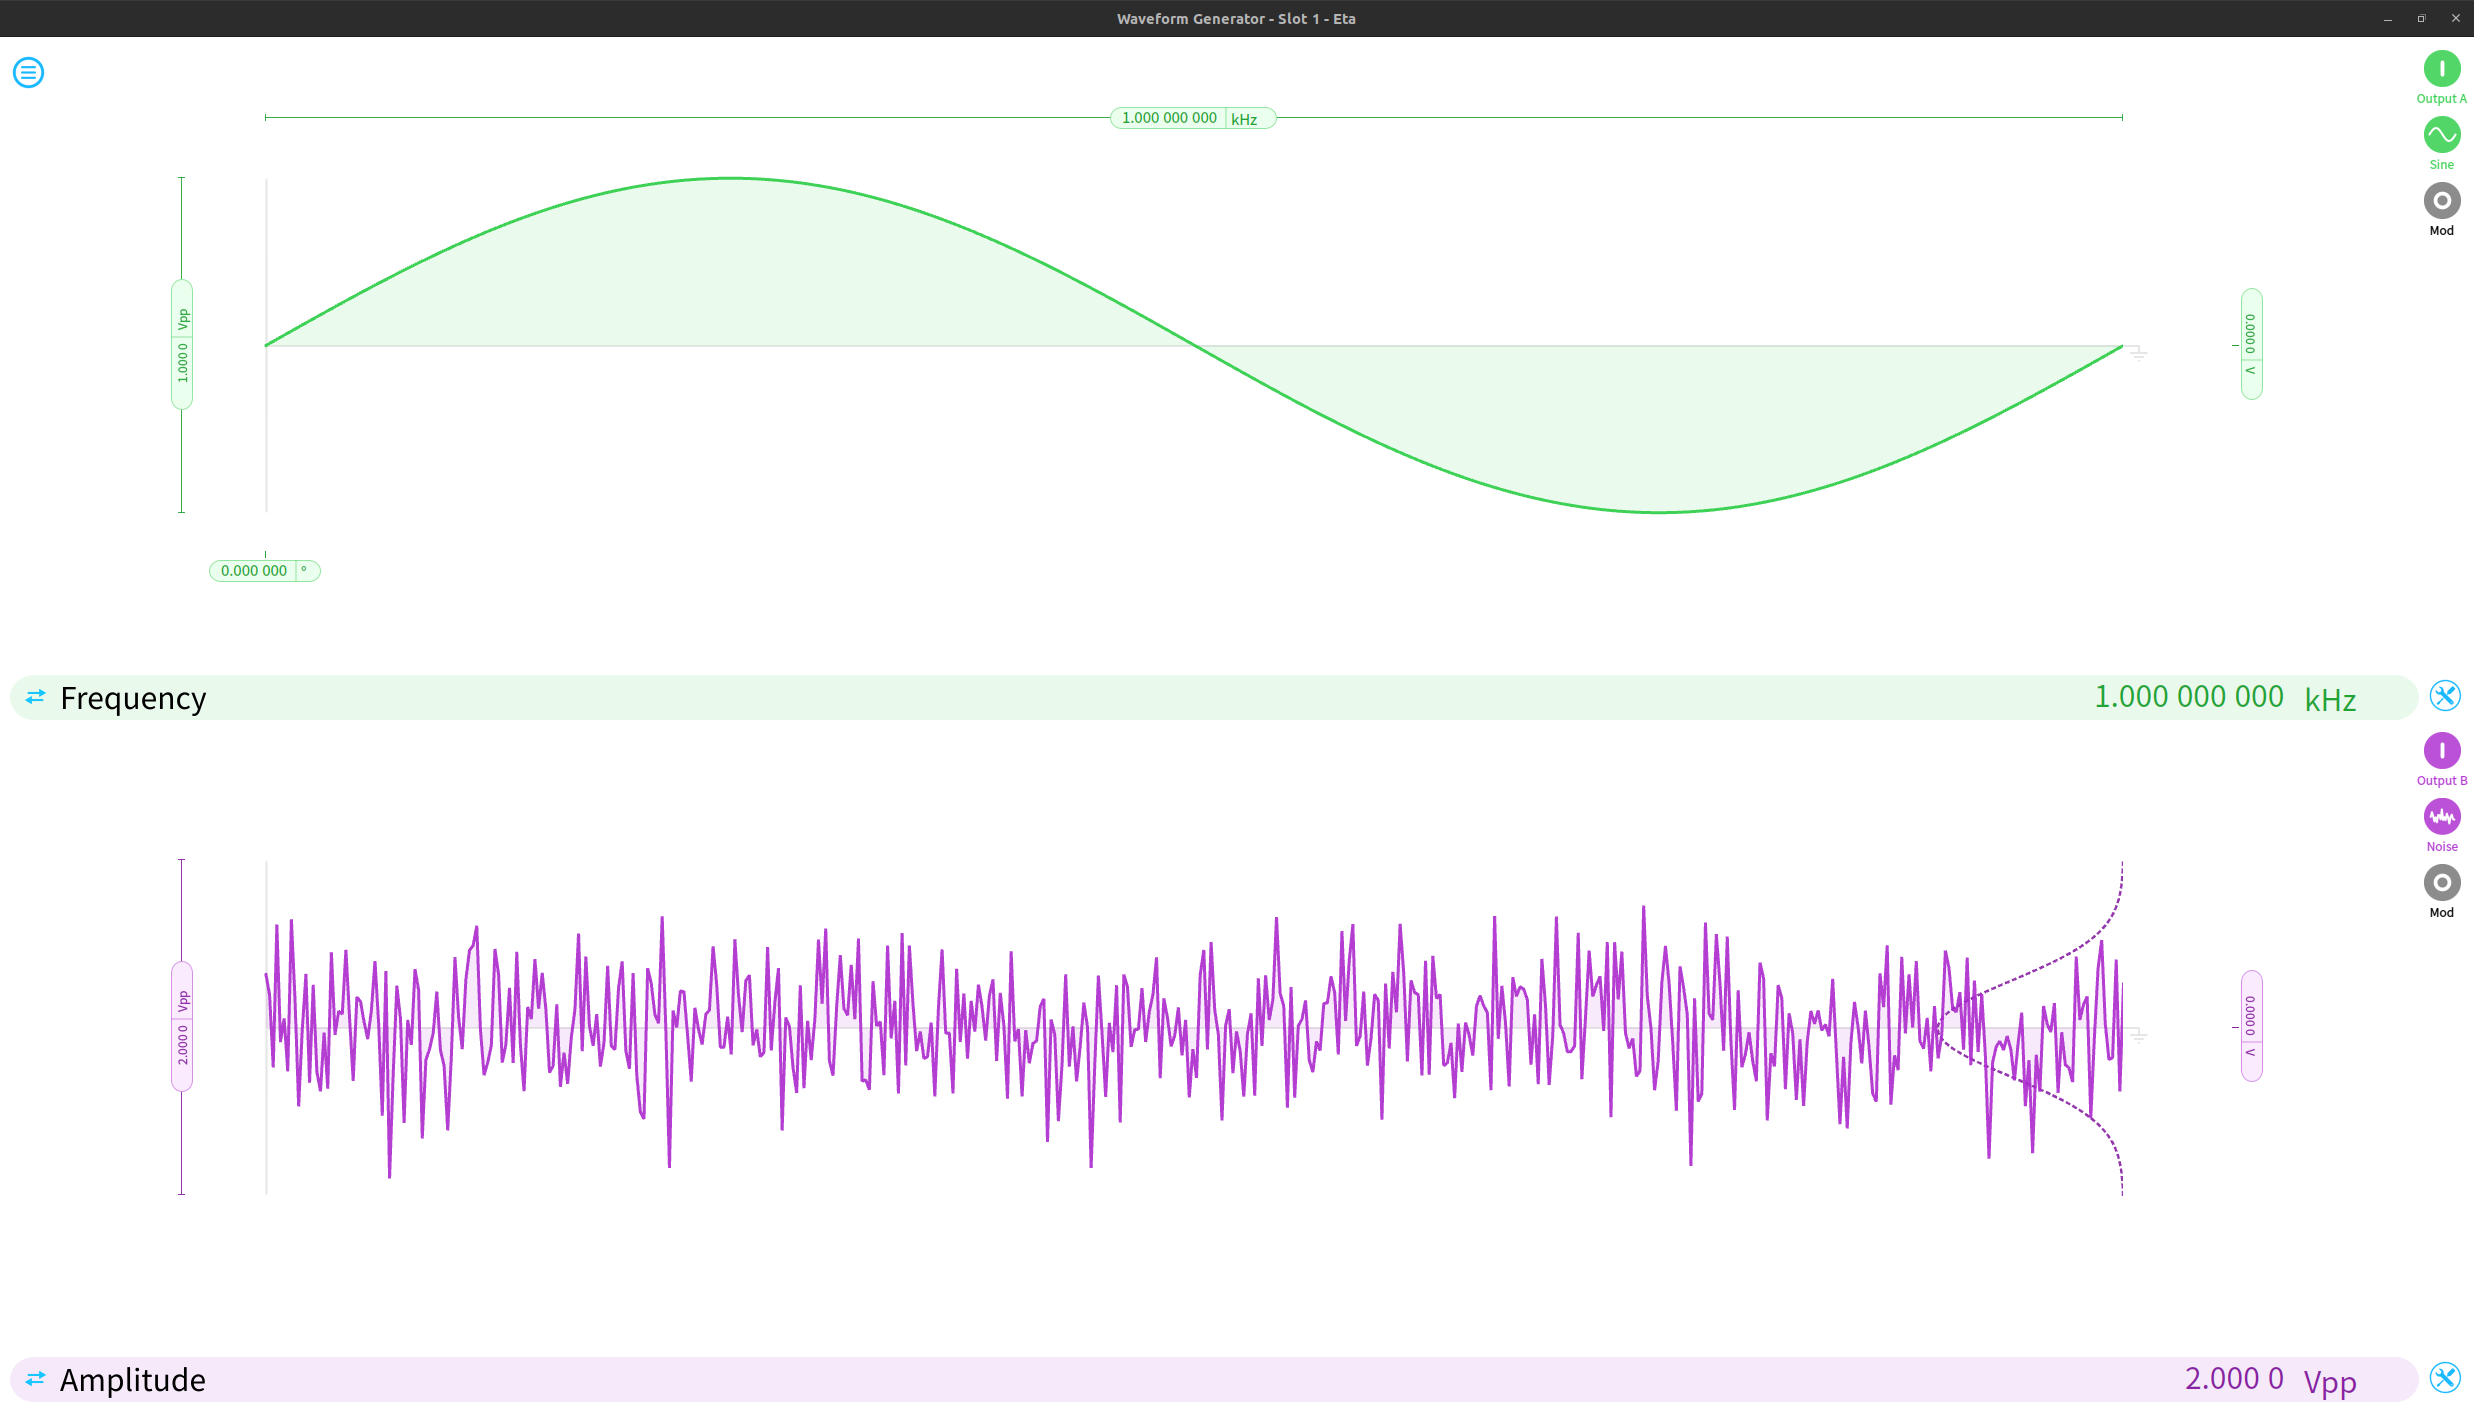 Waveform Generator - Slot 1 - Eta
Output A
1.000 000 000 kHz
Sine
Mod
1.000 0 Vpp
0.000 0 V
0.000 000 °
Frequency 1.000 000 000 kHz
Output B
Noise
Mod
2.000 0 Vpp
0.000 0 V
Amplitude 2.000 0 Vpp